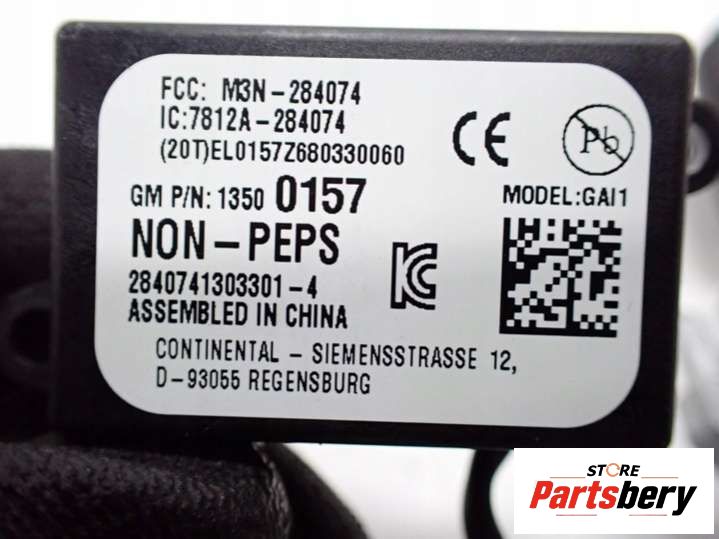 FCC: M3N-284074
IC:7812A-284074
(20T)EL0157Z680330060
GM P/N: 1350 0157
NON-PEPS
2840741303301-4
ASSEMBLED IN CHINA
CONTINENTAL - SIEMENSSTRASSE 12,
D-93055 REGENSBURG
CE
Pb
MODEL:GAI1
KC
STORE
Partsbery